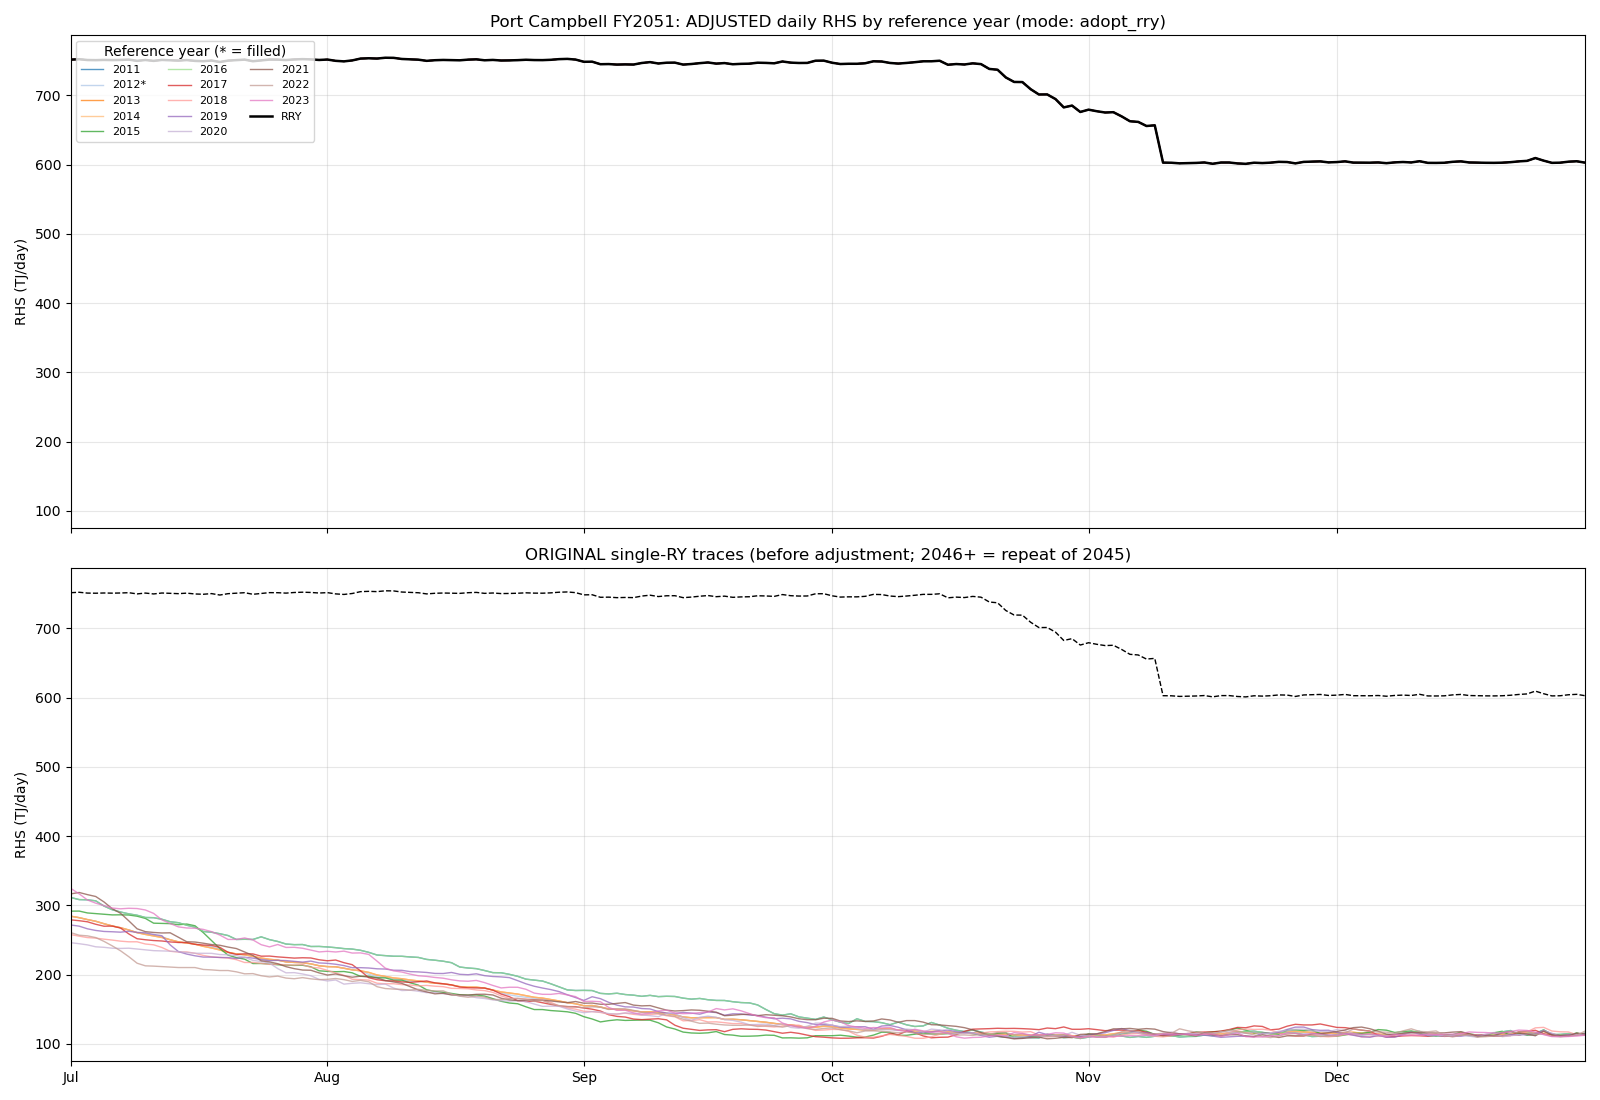 Port Campbell FY2051: ADJUSTED daily RHS by reference year (mode: adopt_rry)
Reference year (* = filled)
2011 2016 2021
2012* 2017 2022
2013 2018 2023
2014 2019 RRY
2015 2020
RHS (TJ/day)
700
600
500
400
300
200
100
ORIGINAL single-RY traces (before adjustment; 2046+ = repeat of 2045)
RHS (TJ/day)
700
600
500
400
300
200
100
Jul Aug Sep Oct Nov Dec